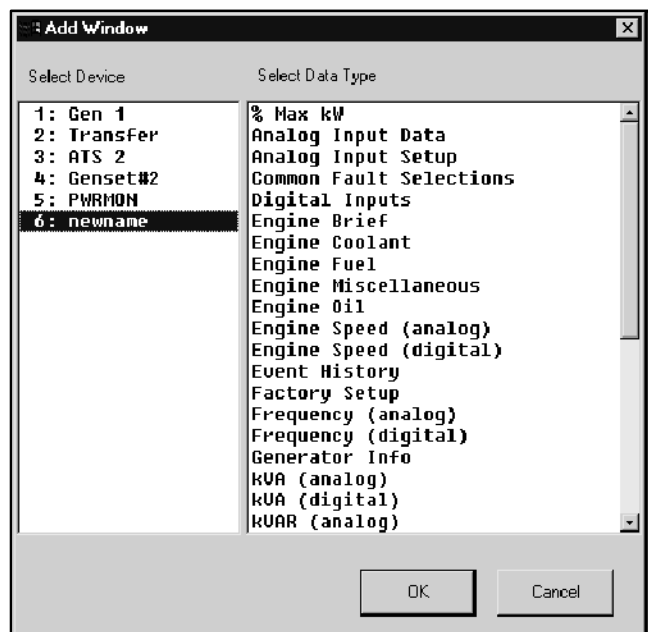 Add Window
Select Device
Select Data Type
1: Gen 1
2: Transfer
3: ATS 2
4: Genset#2
5: PWRMON
6: newname
% Max kW
Analog Input Data
Analog Input Setup
Common Fault Selections
Digital Inputs
Engine Brief
Engine Coolant
Engine Fuel
Engine Miscellaneous
Engine Oil
Engine Speed (analog)
Engine Speed (digital)
Event History
Factory Setup
Frequency (analog)
Frequency (digital)
Generator Info
kVA (analog)
kVA (digital)
kVAR (analog)
OK
Cancel